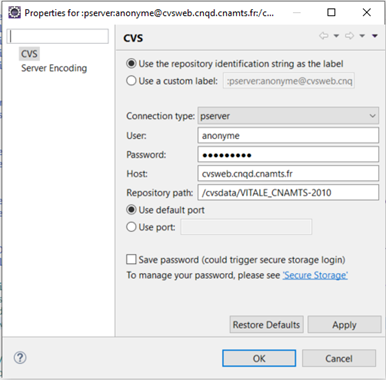 Properties for :pserver:anonyme@cvsweb.cnqd.cnamts.fr:/c...
CVS
Server Encoding
CVS
Use the repository identification string as the label
Use a custom label: :pserver:anonyme@cvsweb.cnq
Connection type: pserver
User: anonyme
Password: ●●●●●●●●●
Host: cvsweb.cnqd.cnamts.fr
Repository path: /cvsdata/VITALE_CNAMTS-2010
Use default port
Use port:
Save password (could trigger secure storage login)
To manage your password, please see 'Secure Storage'
Restore Defaults Apply
OK Cancel